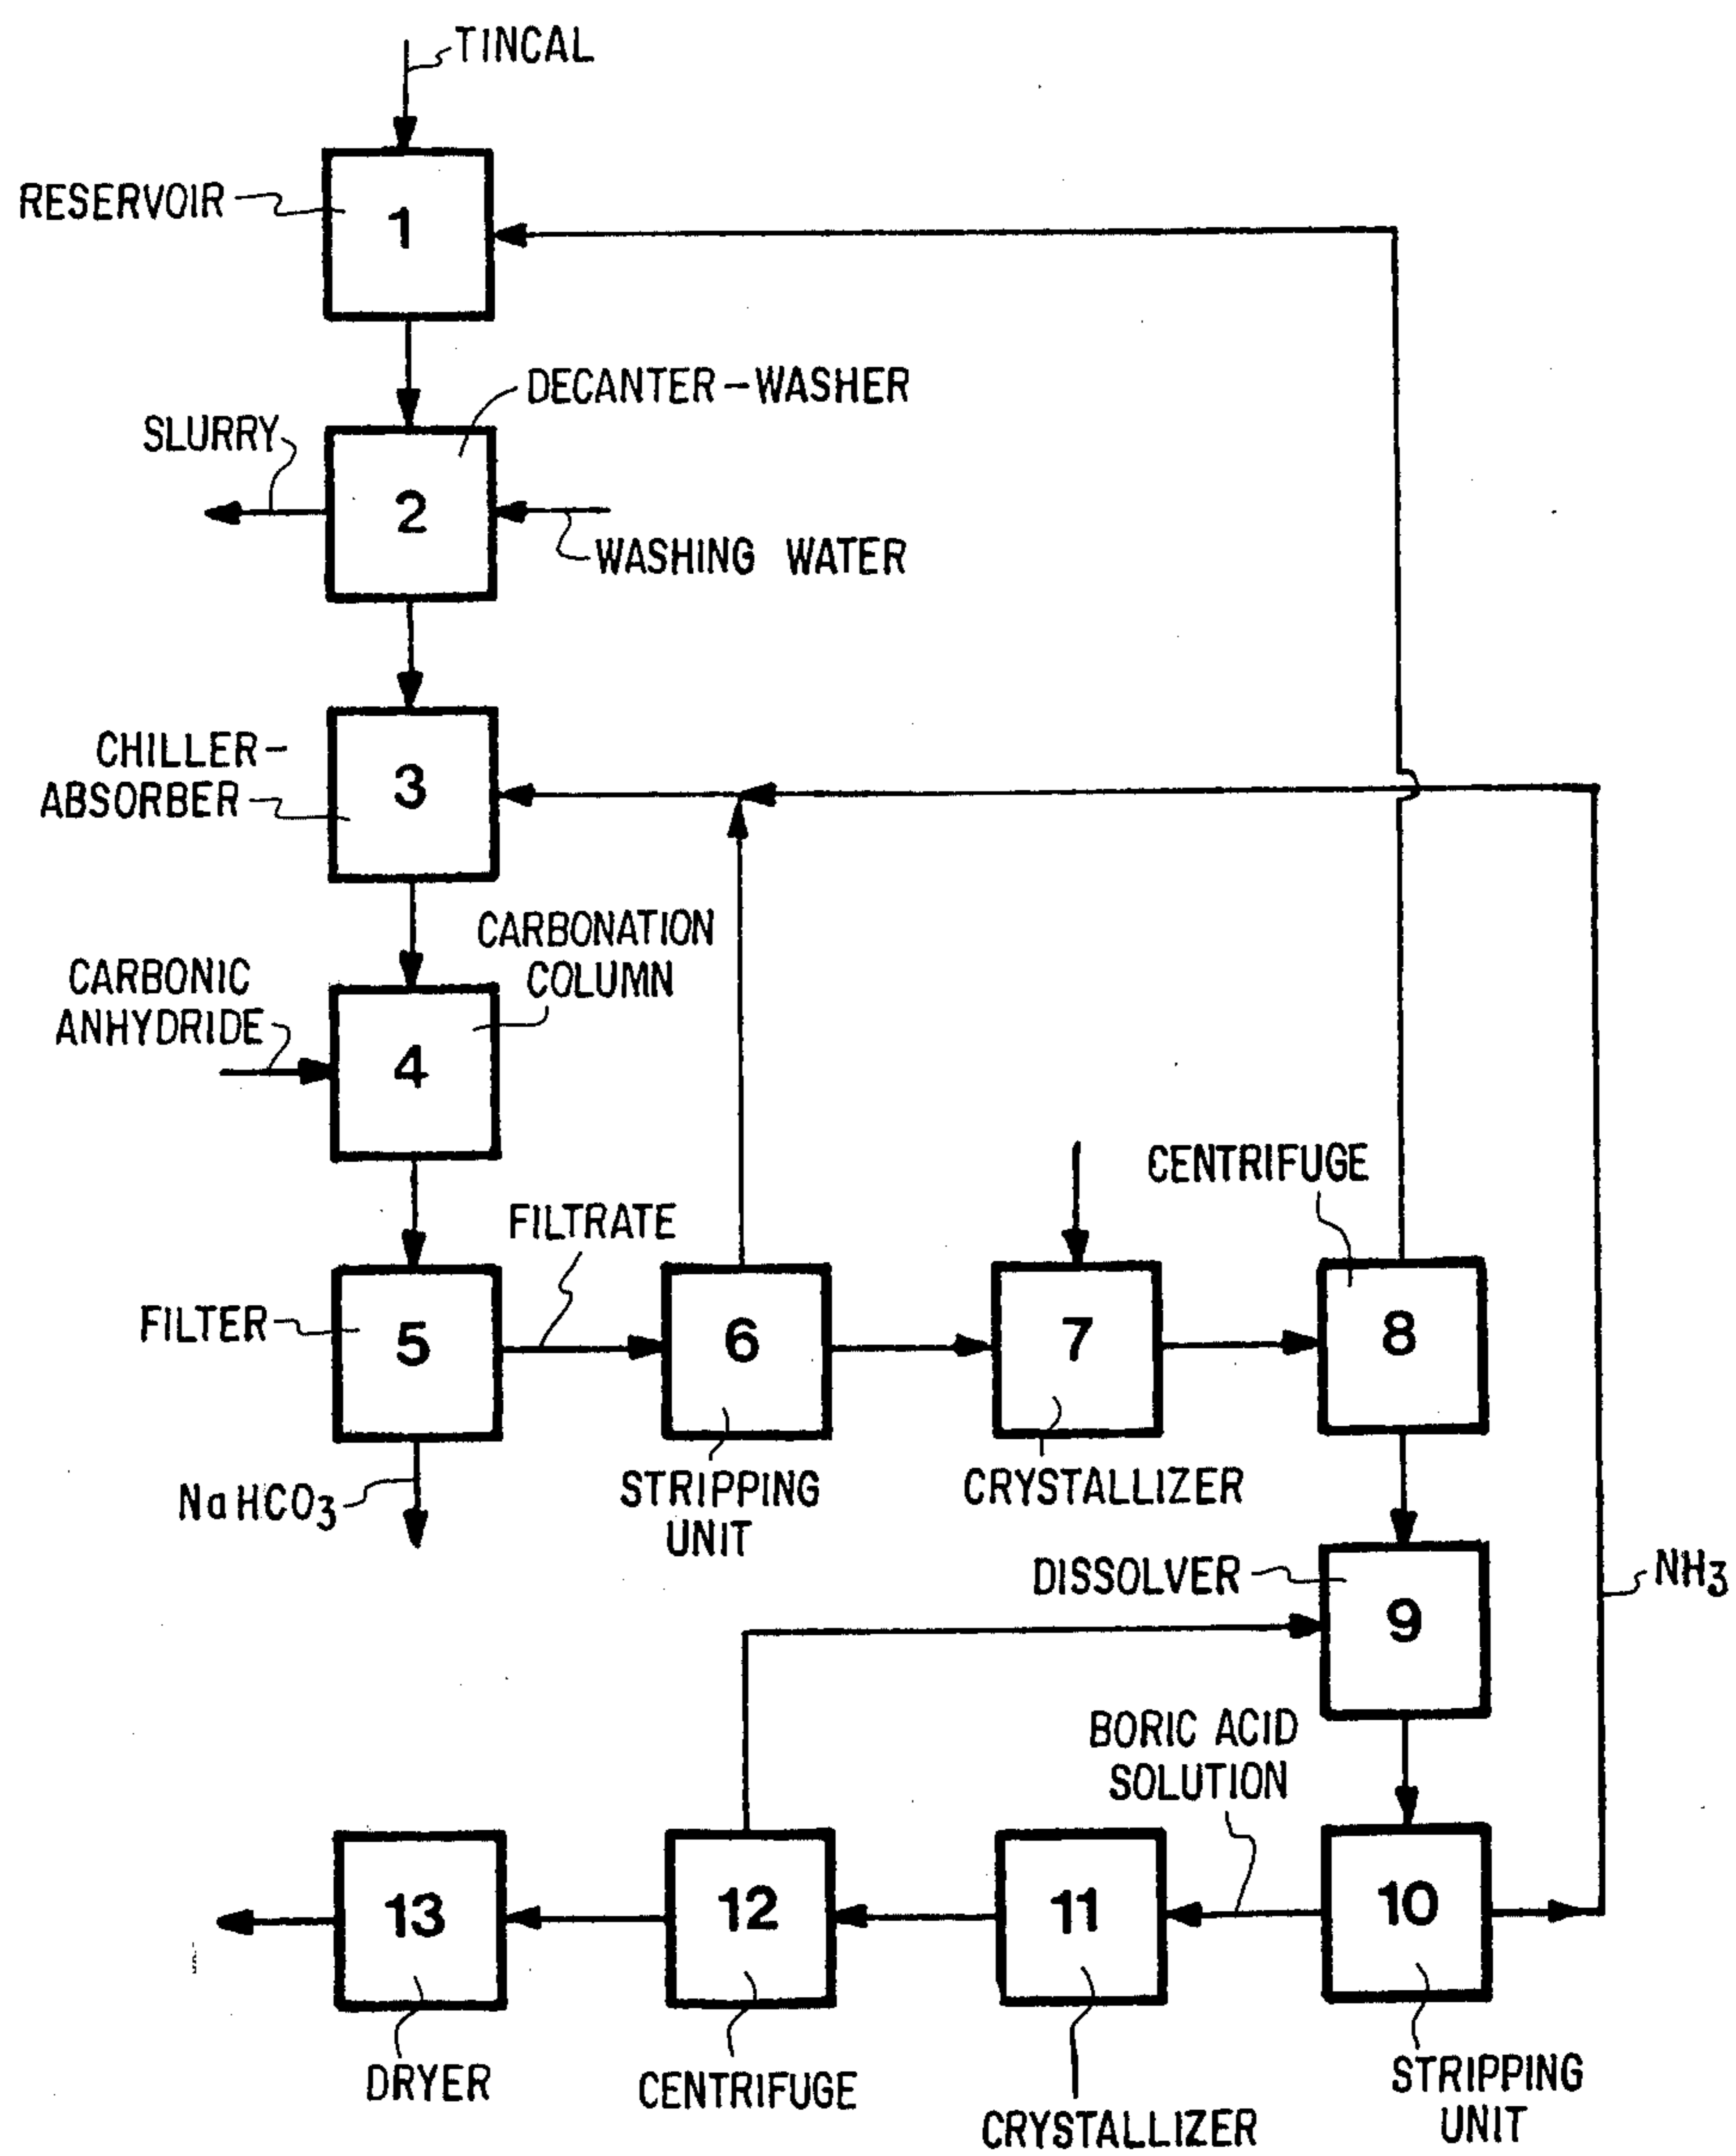 TINCAL
RESERVOIR
1
DECANTER-WASHER
SLURRY
2
WASHING WATER
CHILLER-
ABSORBER
3
CARBONATION
COLUMN
CARBONIC
ANHYDRIDE
4
CENTRIFUGE
FILTRATE
FILTER
5
6
7
8
NaHCO3
STRIPPING
UNIT
CRYSTALLIZER
DISSOLVER
NH3
9
BORIC ACID
SOLUTION
13
12
11
10
DRYER
CENTRIFUGE
CRYSTALLIZER
STRIPPING
UNIT